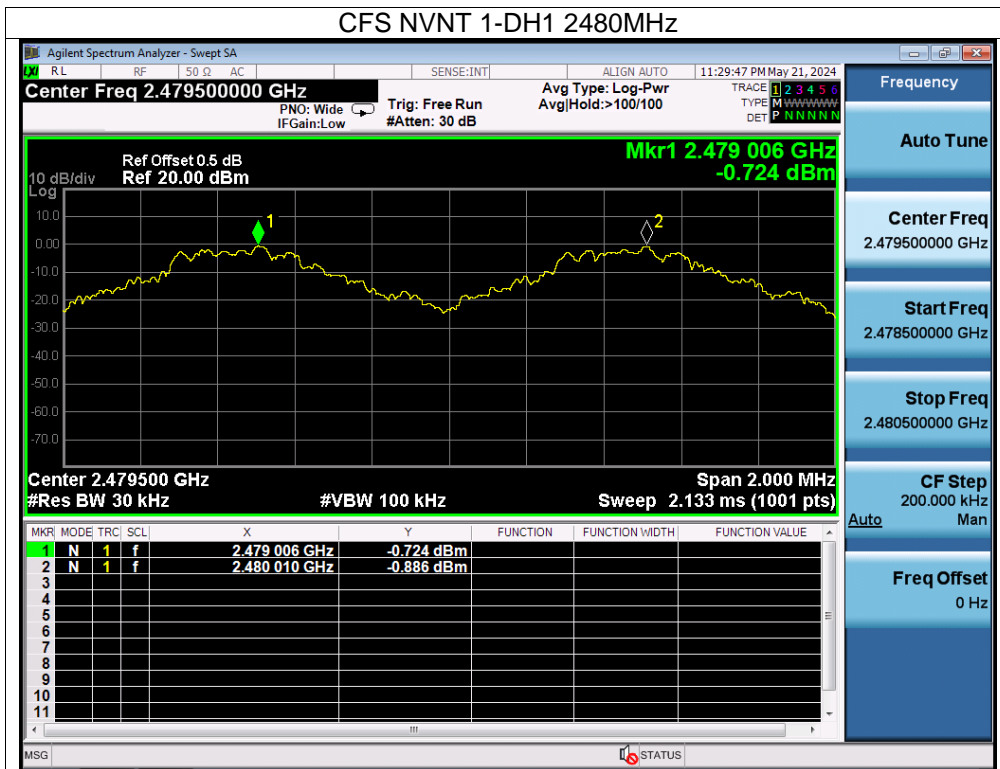 CFS NVNT 1-DH1 2480MHz
Agilent Spectrum Analyzer - Swept SA
LXI RL RF 50 Ω AC SENSE:INT ALIGN AUTO 11:29:47 PM May 21, 2024
Center Freq 2.479500000 GHz
PNO: Wide
IFGain:Low
Trig: Free Run
#Atten: 30 dB
Avg Type: Log-Pwr
Avg|Hold:>100/100
TRACE 1 2 3 4 5 6
TYPE M WWWWW
DET P N N N N N
Frequency
Auto Tune
Center Freq
2.479500000 GHz
Start Freq
2.478500000 GHz
Stop Freq
2.480500000 GHz
CF Step
200.000 kHz
Auto Man
Freq Offset
0 Hz
Mkr1 2.479 006 GHz
-0.724 dBm
Ref Offset 0.5 dB
10 dB/div Ref 20.00 dBm
Log
10.0
0.00
-10.0
-20.0
-30.0
-40.0
-50.0
-60.0
-70.0
1
2
Center 2.479500 GHz Span 2.000 MHz
#Res BW 30 kHz #VBW 100 kHz Sweep 2.133 ms (1001 pts)
MKR MODE TRC SCL X Y FUNCTION FUNCTION WIDTH FUNCTION VALUE
1 N 1 f 2.479 006 GHz -0.724 dBm
2 N 1 f 2.480 010 GHz -0.886 dBm
3
4
5
6
7
8
9
10
11
MSG STATUS